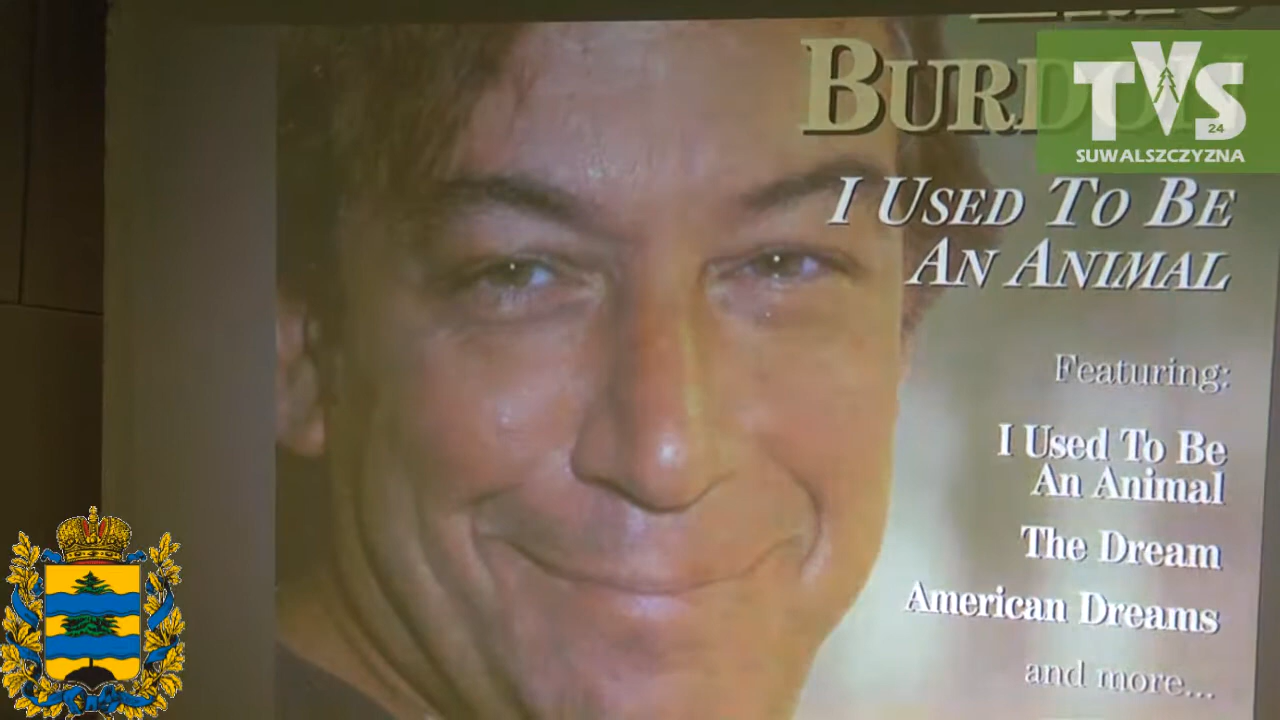 BURDON
TVS
24
SUWALSZCZYZNA
I USED TO BE
AN ANIMAL
Featuring:
I Used To Be
An Animal
The Dream
American Dreams
and more...